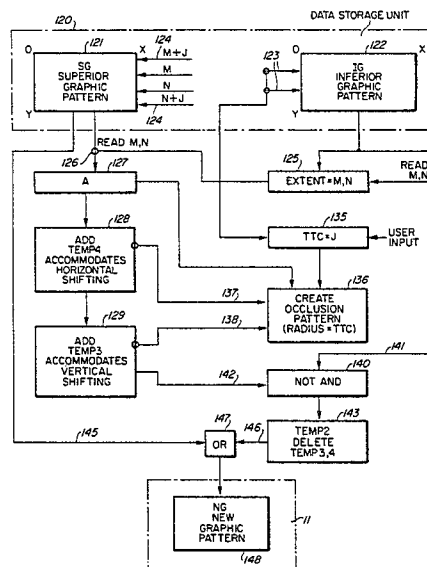 120
DATA STORAGE UNIT
O
121
X
SG
SUPERIOR
GRAPHIC
PATTERN
Y
124
M+J
M
N
N+J
124
123
O
122
X
IG
INFERIOR
GRAPHIC
PATTERN
Y
126
READ M,N
127
A
125
EXTENT=M,N
READ
M,N
135
TTC=J
USER
INPUT
128
ADD
TEMP4
ACCOMMODATES
HORIZONTAL
SHIFTING
136
CREATE
OCCLUSION
PATTERN
(RADIUS=TTC)
137
138
129
ADD
TEMP3
ACCOMMODATES
VERTICAL
SHIFTING
142
140
141
NOT AND
143
TEMP2
DELETE
TEMP3,4
145
147
146
OR
NG
NEW
GRAPHIC
PATTERN
148
11